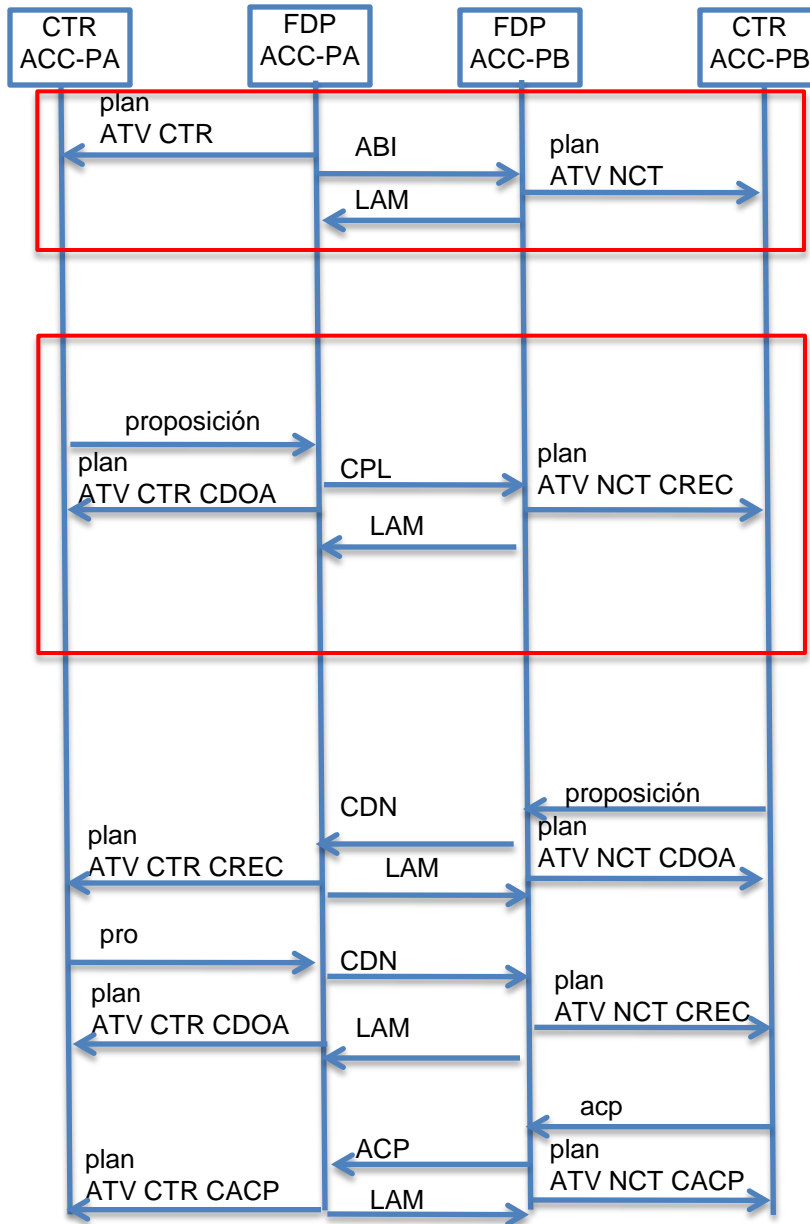 CTR
ACC-PA
FDP
ACC-PA
FDP
ACC-PB
CTR
ACC-PB
plan
ATV CTR
ABI
plan
ATV NCT
LAM
proposición
plan
ATV CTR CDOA
CPL
plan
ATV NCT CREC
LAM
proposición
CDN
plan
ATV NCT CDOA
plan
ATV CTR CREC
LAM
pro
CDN
plan
ATV NCT CREC
plan
ATV CTR CDOA
LAM
acp
ACP
plan
ATV NCT CACP
plan
ATV CTR CACP
LAM